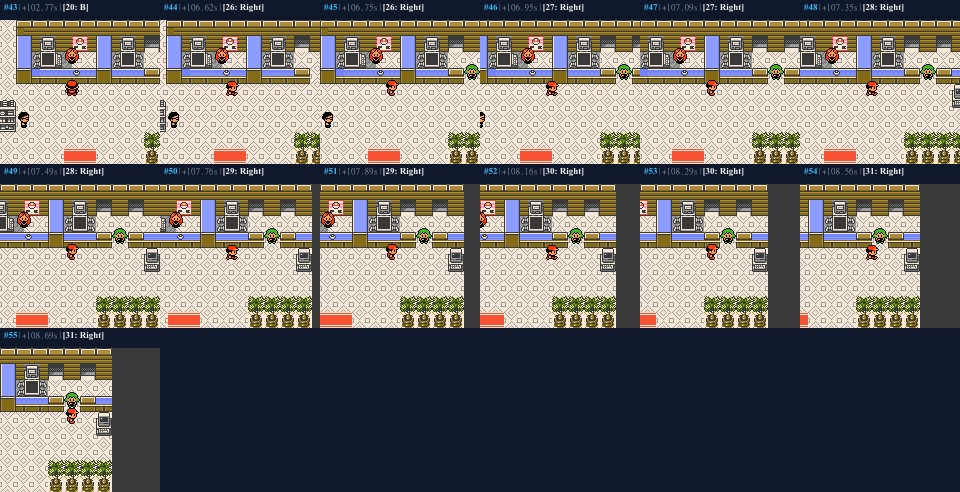 #43|+102.77s|[20: B]
#44|+106.62s|[26: Right]
#45|+106.75s|[26: Right]
#46|+106.95s|[27: Right]
#47|+107.09s|[27: Right]
#48|+107.35s|[28: Right]
#49|+107.49s|[28: Right]
#50|+107.76s|[29: Right]
#51|+107.89s|[29: Right]
#52|+108.16s|[30: Right]
#53|+108.29s|[30: Right]
#54|+108.56s|[31: Right]
#55|+108.69s|[31: Right]